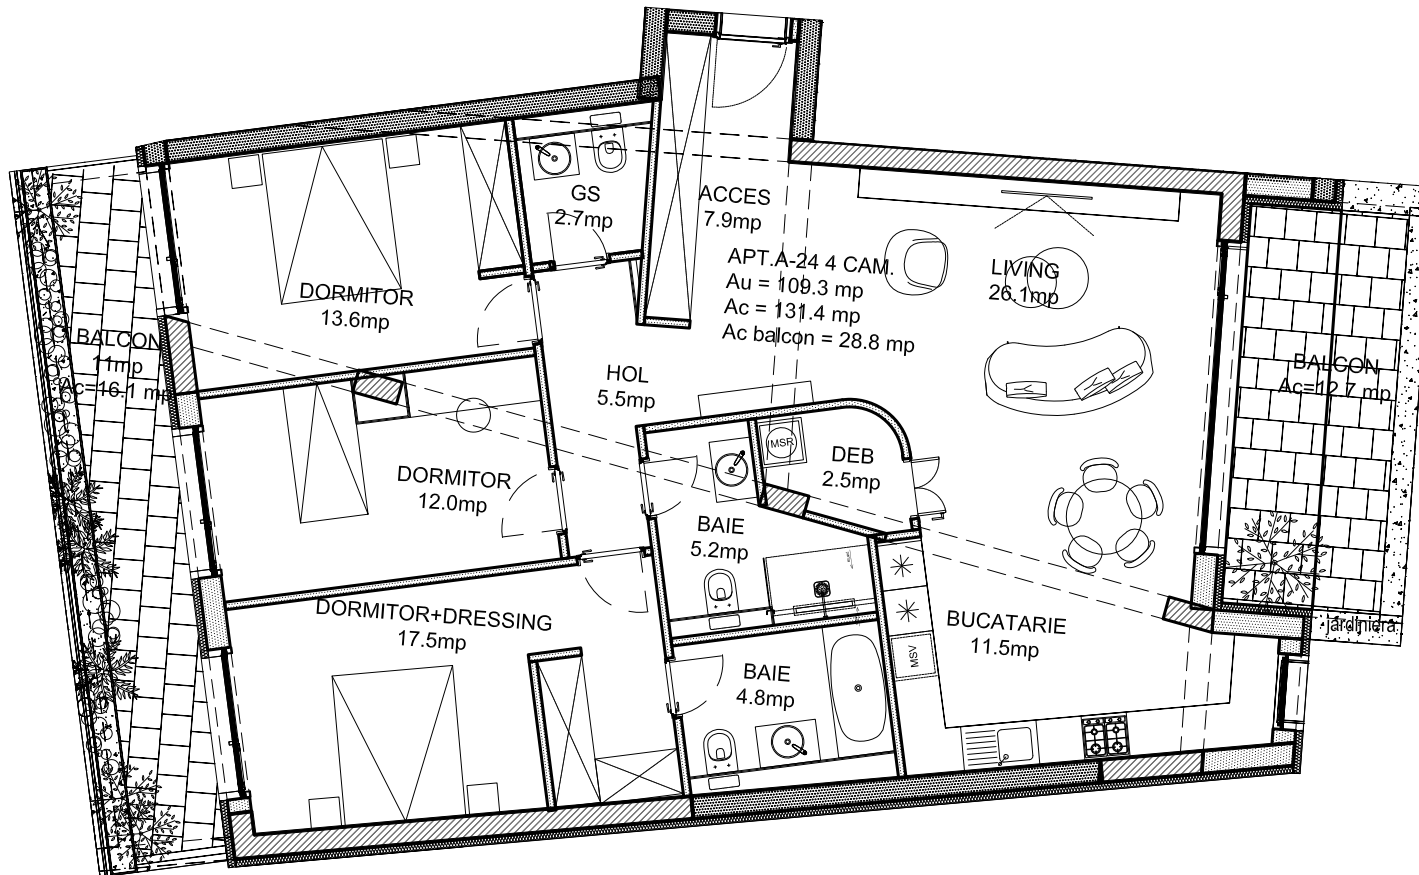 GS
2.7mp
ACCES
7.9mp
APT.A-24 4 CAM.
Au = 109.3 mp
Ac = 131.4 mp
Ac balcon = 28.8 mp
LIVING
26.1mp
DORMITOR
13.6mp
BALCON
11mp
Ac=16.1 mp
HOL
5.5mp
BALCON
Ac=12.7 mp
MSR
DEB
2.5mp
DORMITOR
12.0mp
BAIE
5.2mp
DORMITOR+DRESSING
17.5mp
BUCATARIE
11.5mp
jardiniera
MSV
BAIE
4.8mp